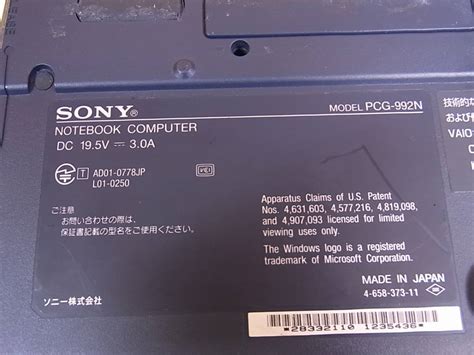 SONY®
MODEL PCG-992N
NOTEBOOK COMPUTER
DC 19.5V ⎓ 3.0A
AD01-0778JP
L01-0250
VCCI
ご注意
お問い合わせの際は、
保証書記載の型名をご使用ください。
Apparatus Claims of U.S. Patent
Nos. 4,631,603, 4,577,216, 4,819,098,
and 4,907,093 licensed for limited
viewing uses only.
The Windows logo is a registered
trademark of Microsoft Corporation.
MADE IN JAPAN
4-658-373-11
ソニー株式会社
28332110 1235436
技術的な
および
VAIO